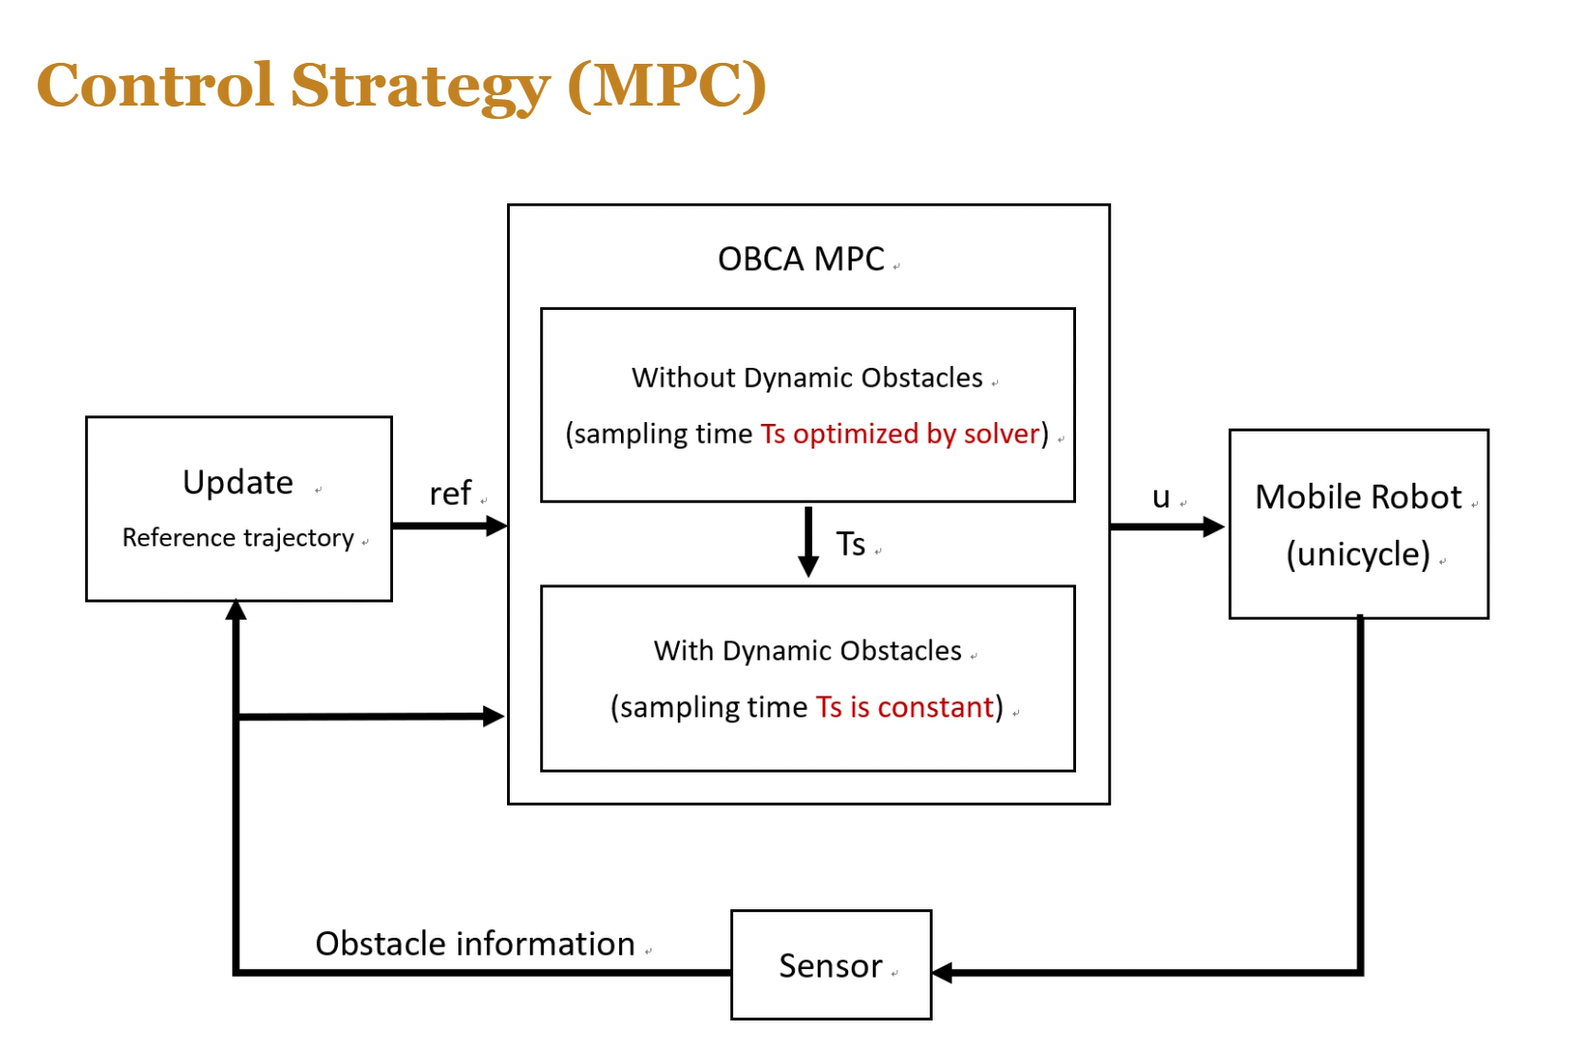 Control Strategy (MPC)
OBCA MPC
Without Dynamic Obstacles
(sampling time Ts optimized by solver)
Update
Reference trajectory
ref
Ts
u
Mobile Robot
(unicycle)
With Dynamic Obstacles
(sampling time Ts is constant)
Obstacle information
Sensor